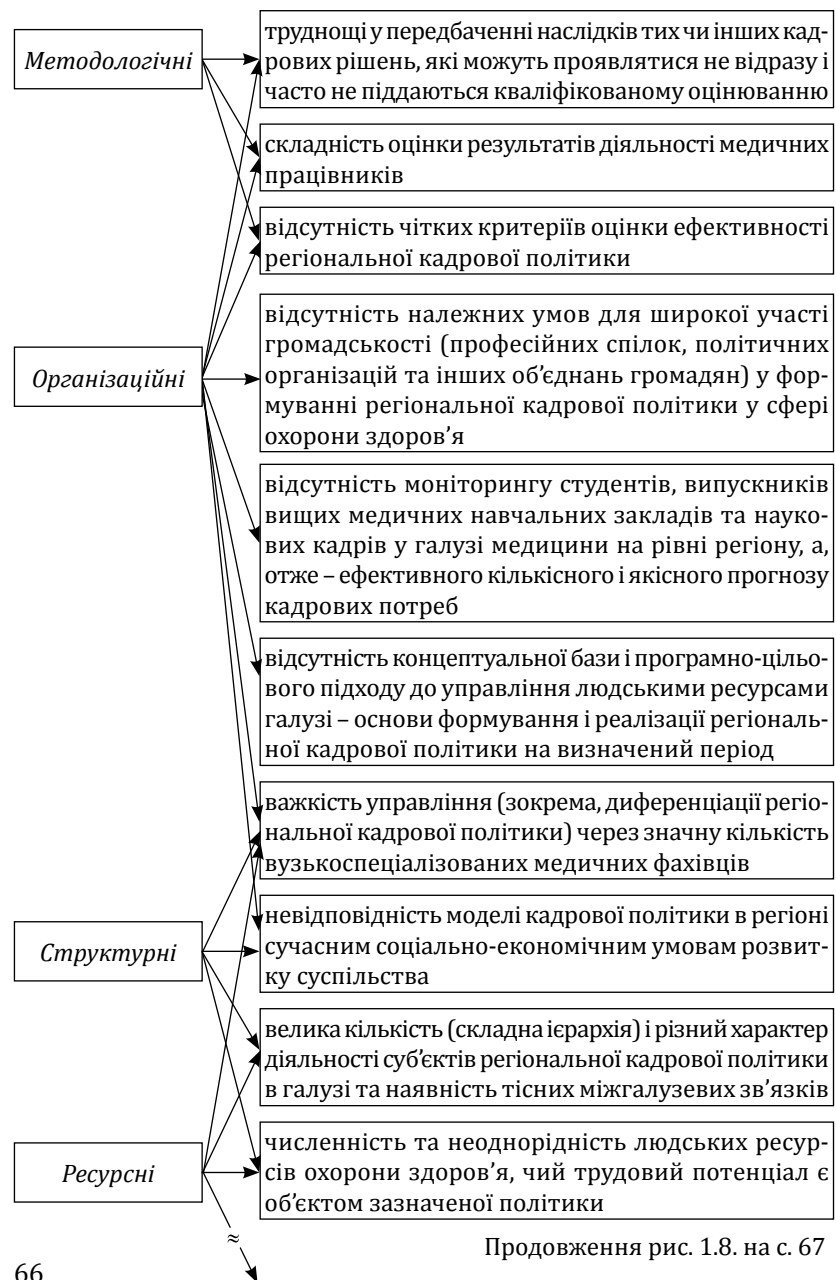 Методологічні
труднощі у передбаченні наслідків тих чи інших кад-
рових рішень, які можуть проявлятися не відразу і
часто не піддаються кваліфікованому оцінюванню
складність оцінки результатів діяльності медичних
працівників
відсутність чітких критеріїв оцінки ефективності
регіональної кадрової політики
Організаційні
відсутність належних умов для широкої участі
громадськості (професійних спілок, політичних
організацій та інших об’єднань громадян) у фор-
муванні регіональної кадрової політики у сфері
охорони здоров’я
відсутність моніторингу студентів, випускників
вищих медичних навчальних закладів та науко-
вих кадрів у галузі медицини на рівні регіону, а,
отже – ефективного кількісного і якісного прогнозу
кадрових потреб
відсутність концептуальної бази і програмно-цільо-
вого підходу до управління людськими ресурсами
галузі – основи формування і реалізації регіональ-
ної кадрової політики на визначений період
важкість управління (зокрема, диференціації регіо-
нальної кадрової політики) через значну кількість
вузькоспеціалізованих медичних фахівців
Структурні
невідповідність моделі кадрової політики в регіоні
сучасним соціально-економічним умовам розвит-
ку суспільства
велика кількість (складна ієрархія) і різний характер
діяльності суб’єктів регіональної кадрової політики
в галузі та наявність тісних міжгалузевих зв’язків
Ресурсні
численність та неоднорідність людських ресур-
сів охорони здоров’я, чий трудовий потенціал є
об’єктом зазначеної політики
≈
Продовження рис. 1.8. на с. 67
66